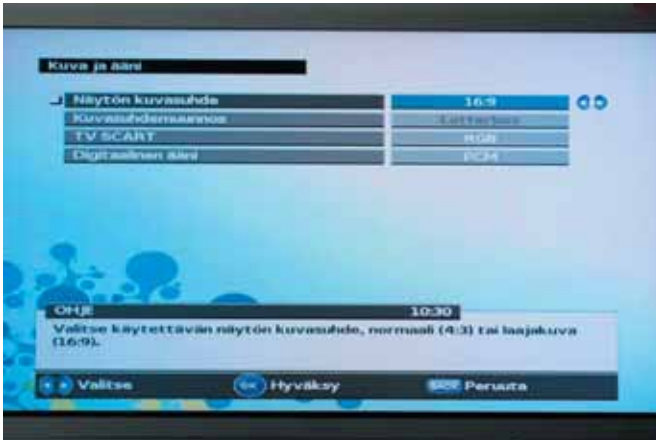 Kuva ja ääni
Näytön kuvasuhde 16:9
Kuvasuhdemuunnos Letterbox
TV SCART RGB
Digitaalinen ääni PCM
OHJE 10:30
Valitse käytettävän näytön kuvasuhde, normaali (4:3) tai laajakuva
(16:9).
Valitse OK Hyväksy BACK Peruuta